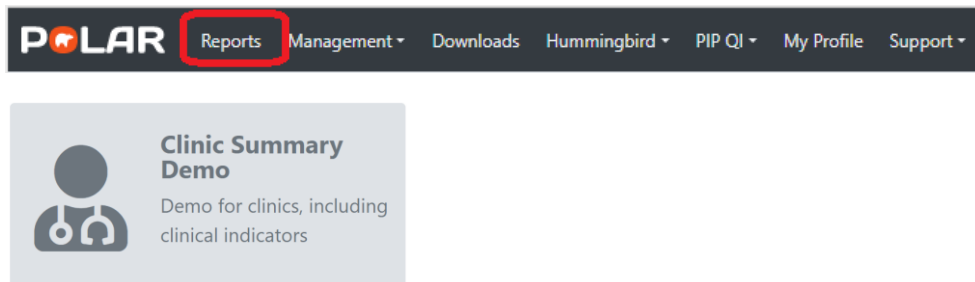 POLAR Reports Management Downloads Hummingbird PIP QI My Profile Support
Clinic Summary
Demo
Demo for clinics, including
clinical indicators